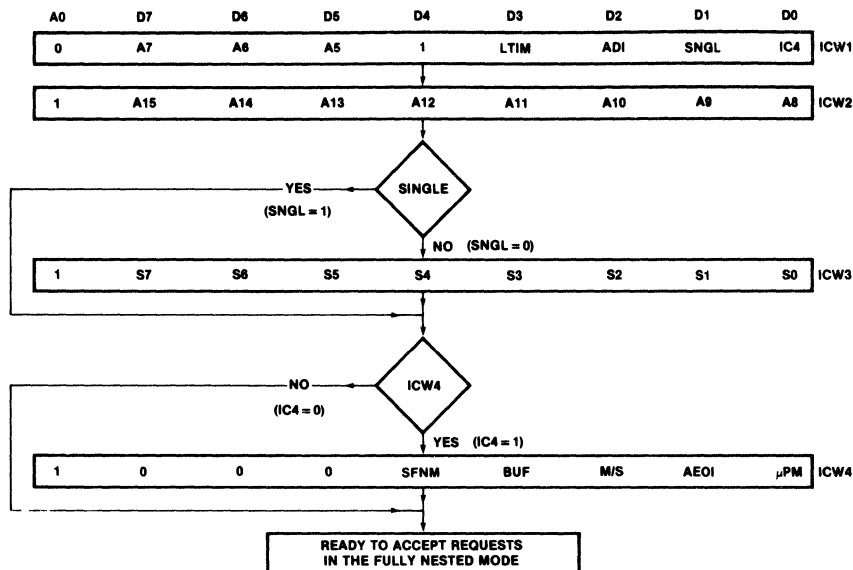 A0 D7 D6 D5 D4 D3 D2 D1 D0
0 A7 A6 A5 1 LTIM ADI SNGL IC4 ICW1
1 A15 A14 A13 A12 A11 A10 A9 A8 ICW2
SINGLE
YES
(SNGL = 1)
NO (SNGL = 0)
1 S7 S6 S5 S4 S3 S2 S1 S0 ICW3
ICW4
NO
(IC4 = 0)
YES (IC4 = 1)
1 0 0 0 SFNM BUF M/S AEOI μPM ICW4
READY TO ACCEPT REQUESTS
IN THE FULLY NESTED MODE